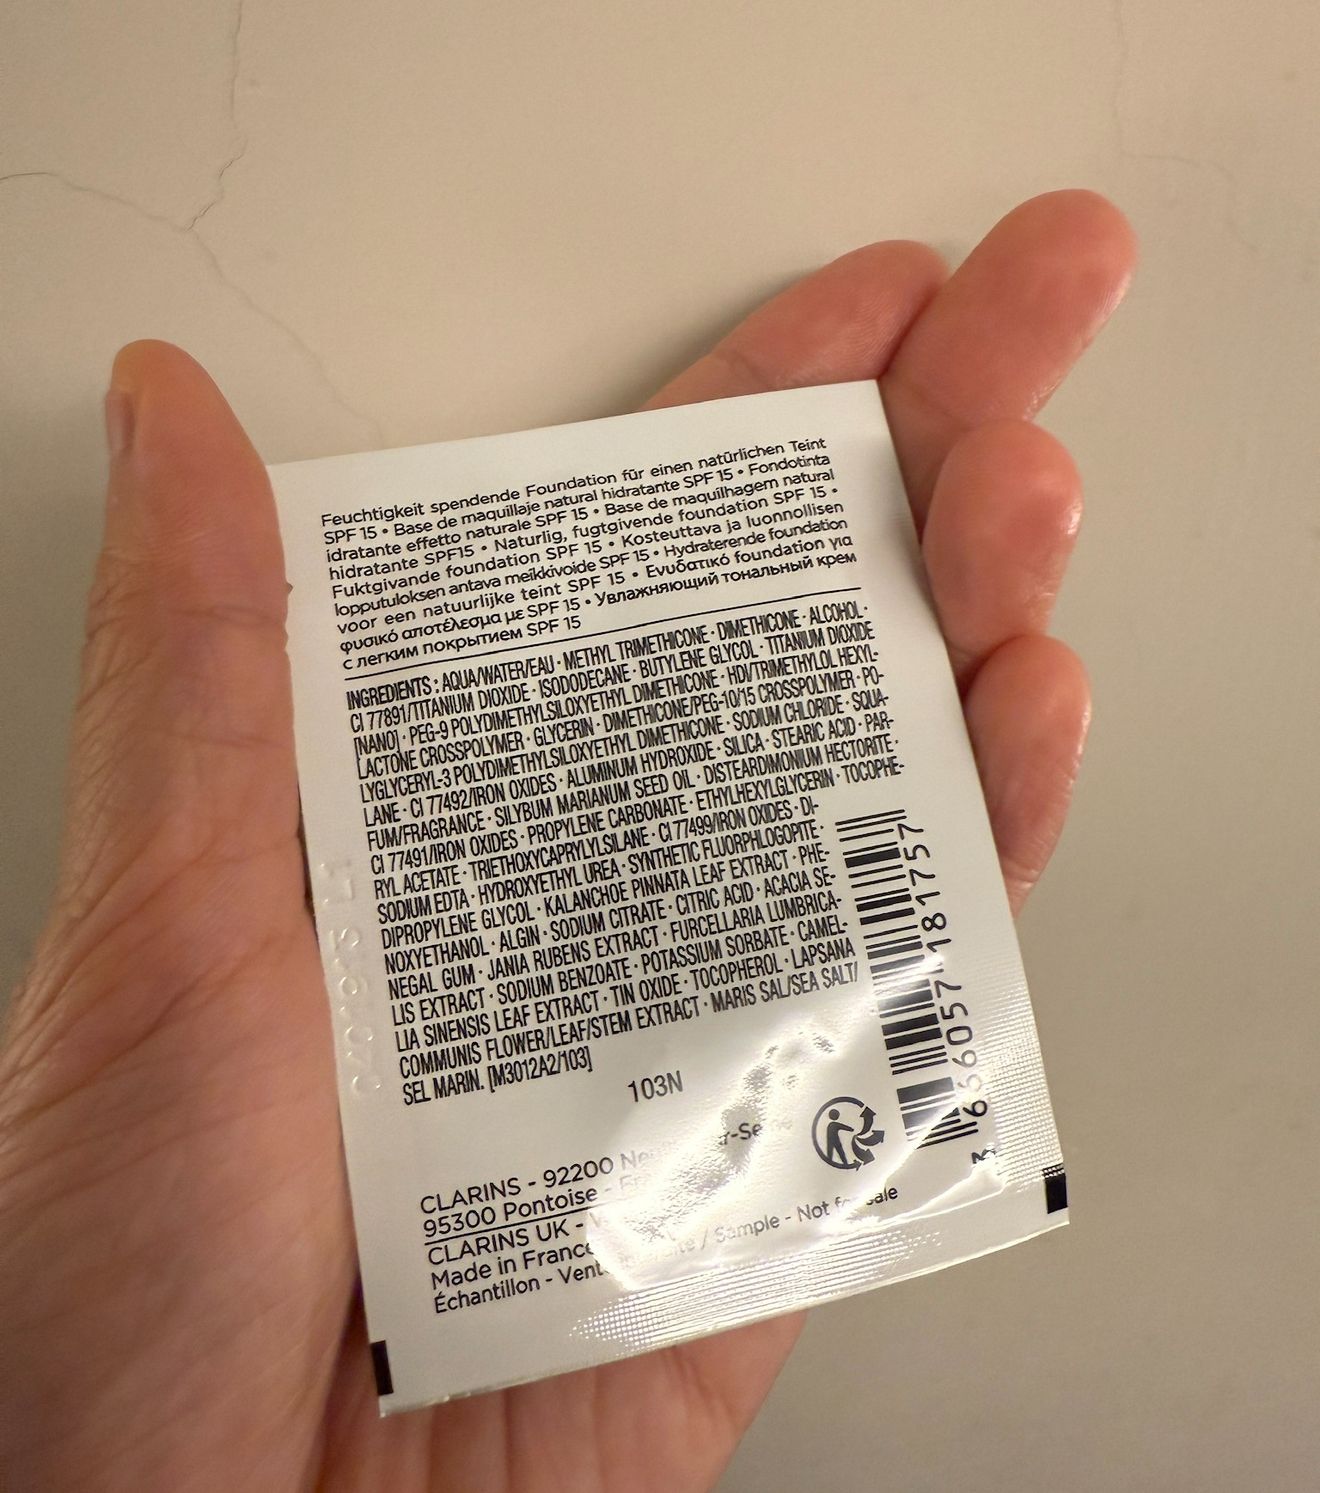 Feuchtigkeit spendende Foundation für einen natürlichen Teint
SPF 15 • Base de maquillaje natural hidratante SPF 15 • Fondotinta
idratante effetto naturale SPF 15 • Base de maquilhagem natural
hidratante SPF15 • Naturlig, fugtgivende foundation SPF 15 •
Fuktgivande foundation SPF 15 • Kosteuttava ja luonnollisen
lopputuloksen antava meikkivoide SPF 15 • Hydraterende foundation
voor een natuurlijke teint SPF 15 • Ενυδατικό foundation για
φυσικό αποτέλεσμα με SPF 15 • Увлажняющий тональный крем
с легким покрытием SPF 15
INGREDIENTS : AQUA/WATER/EAU · METHYL TRIMETHICONE · DIMETHICONE · ALCOHOL ·
CI 77891/TITANIUM DIOXIDE · ISODODECANE · BUTYLENE GLYCOL · TITANIUM DIOXIDE
[NANO] · PEG-9 POLYDIMETHYLSILOXYETHYL DIMETHICONE · HDI/TRIMETHYLOL HEXYL-
LACTONE CROSSPOLYMER · GLYCERIN · DIMETHICONE/PEG-10/15 CROSSPOLYMER · PO-
LYGLYCERYL-3 POLYDIMETHYLSILOXYETHYL DIMETHICONE · SODIUM CHLORIDE · SQUA-
LANE · CI 77492/IRON OXIDES · ALUMINUM HYDROXIDE · SILICA · STEARIC ACID · PAR-
FUM/FRAGRANCE · SILYBUM MARIANUM SEED OIL · DISTEARDIMONIUM HECTORITE ·
CI 77491/IRON OXIDES · PROPYLENE CARBONATE · ETHYLHEXYLGLYCERIN · TOCOPHE-
RYL ACETATE · TRIETHOXYCAPRYLYLSILANE · CI 77499/IRON OXIDES · DI-
SODIUM EDTA · HYDROXYETHYL UREA · SYNTHETIC FLUORPHLOGOPITE ·
DIPROPYLENE GLYCOL · KALANCHOE PINNATA LEAF EXTRACT · PHE-
NOXYETHANOL · ALGIN · SODIUM CITRATE · CITRIC ACID · ACACIA SE-
NEGAL GUM · JANIA RUBENS EXTRACT · FURCELLARIA LUMBRICA-
LIS EXTRACT · SODIUM BENZOATE · POTASSIUM SORBATE · CAMEL-
LIA SINENSIS LEAF EXTRACT · TIN OXIDE · TOCOPHEROL · LAPSANA
COMMUNIS FLOWER/LEAF/STEM EXTRACT · MARIS SAL/SEA SALT/
SEL MARIN. [M3012A2/103]
103N
CLARINS - 92200
95300 Pontoise -
CLARINS UK -
Made in France
Échantillon - / Sample - Not for sale
3 666057 181757